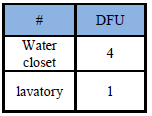 # DFU
Water
closet 4
lavatory 1